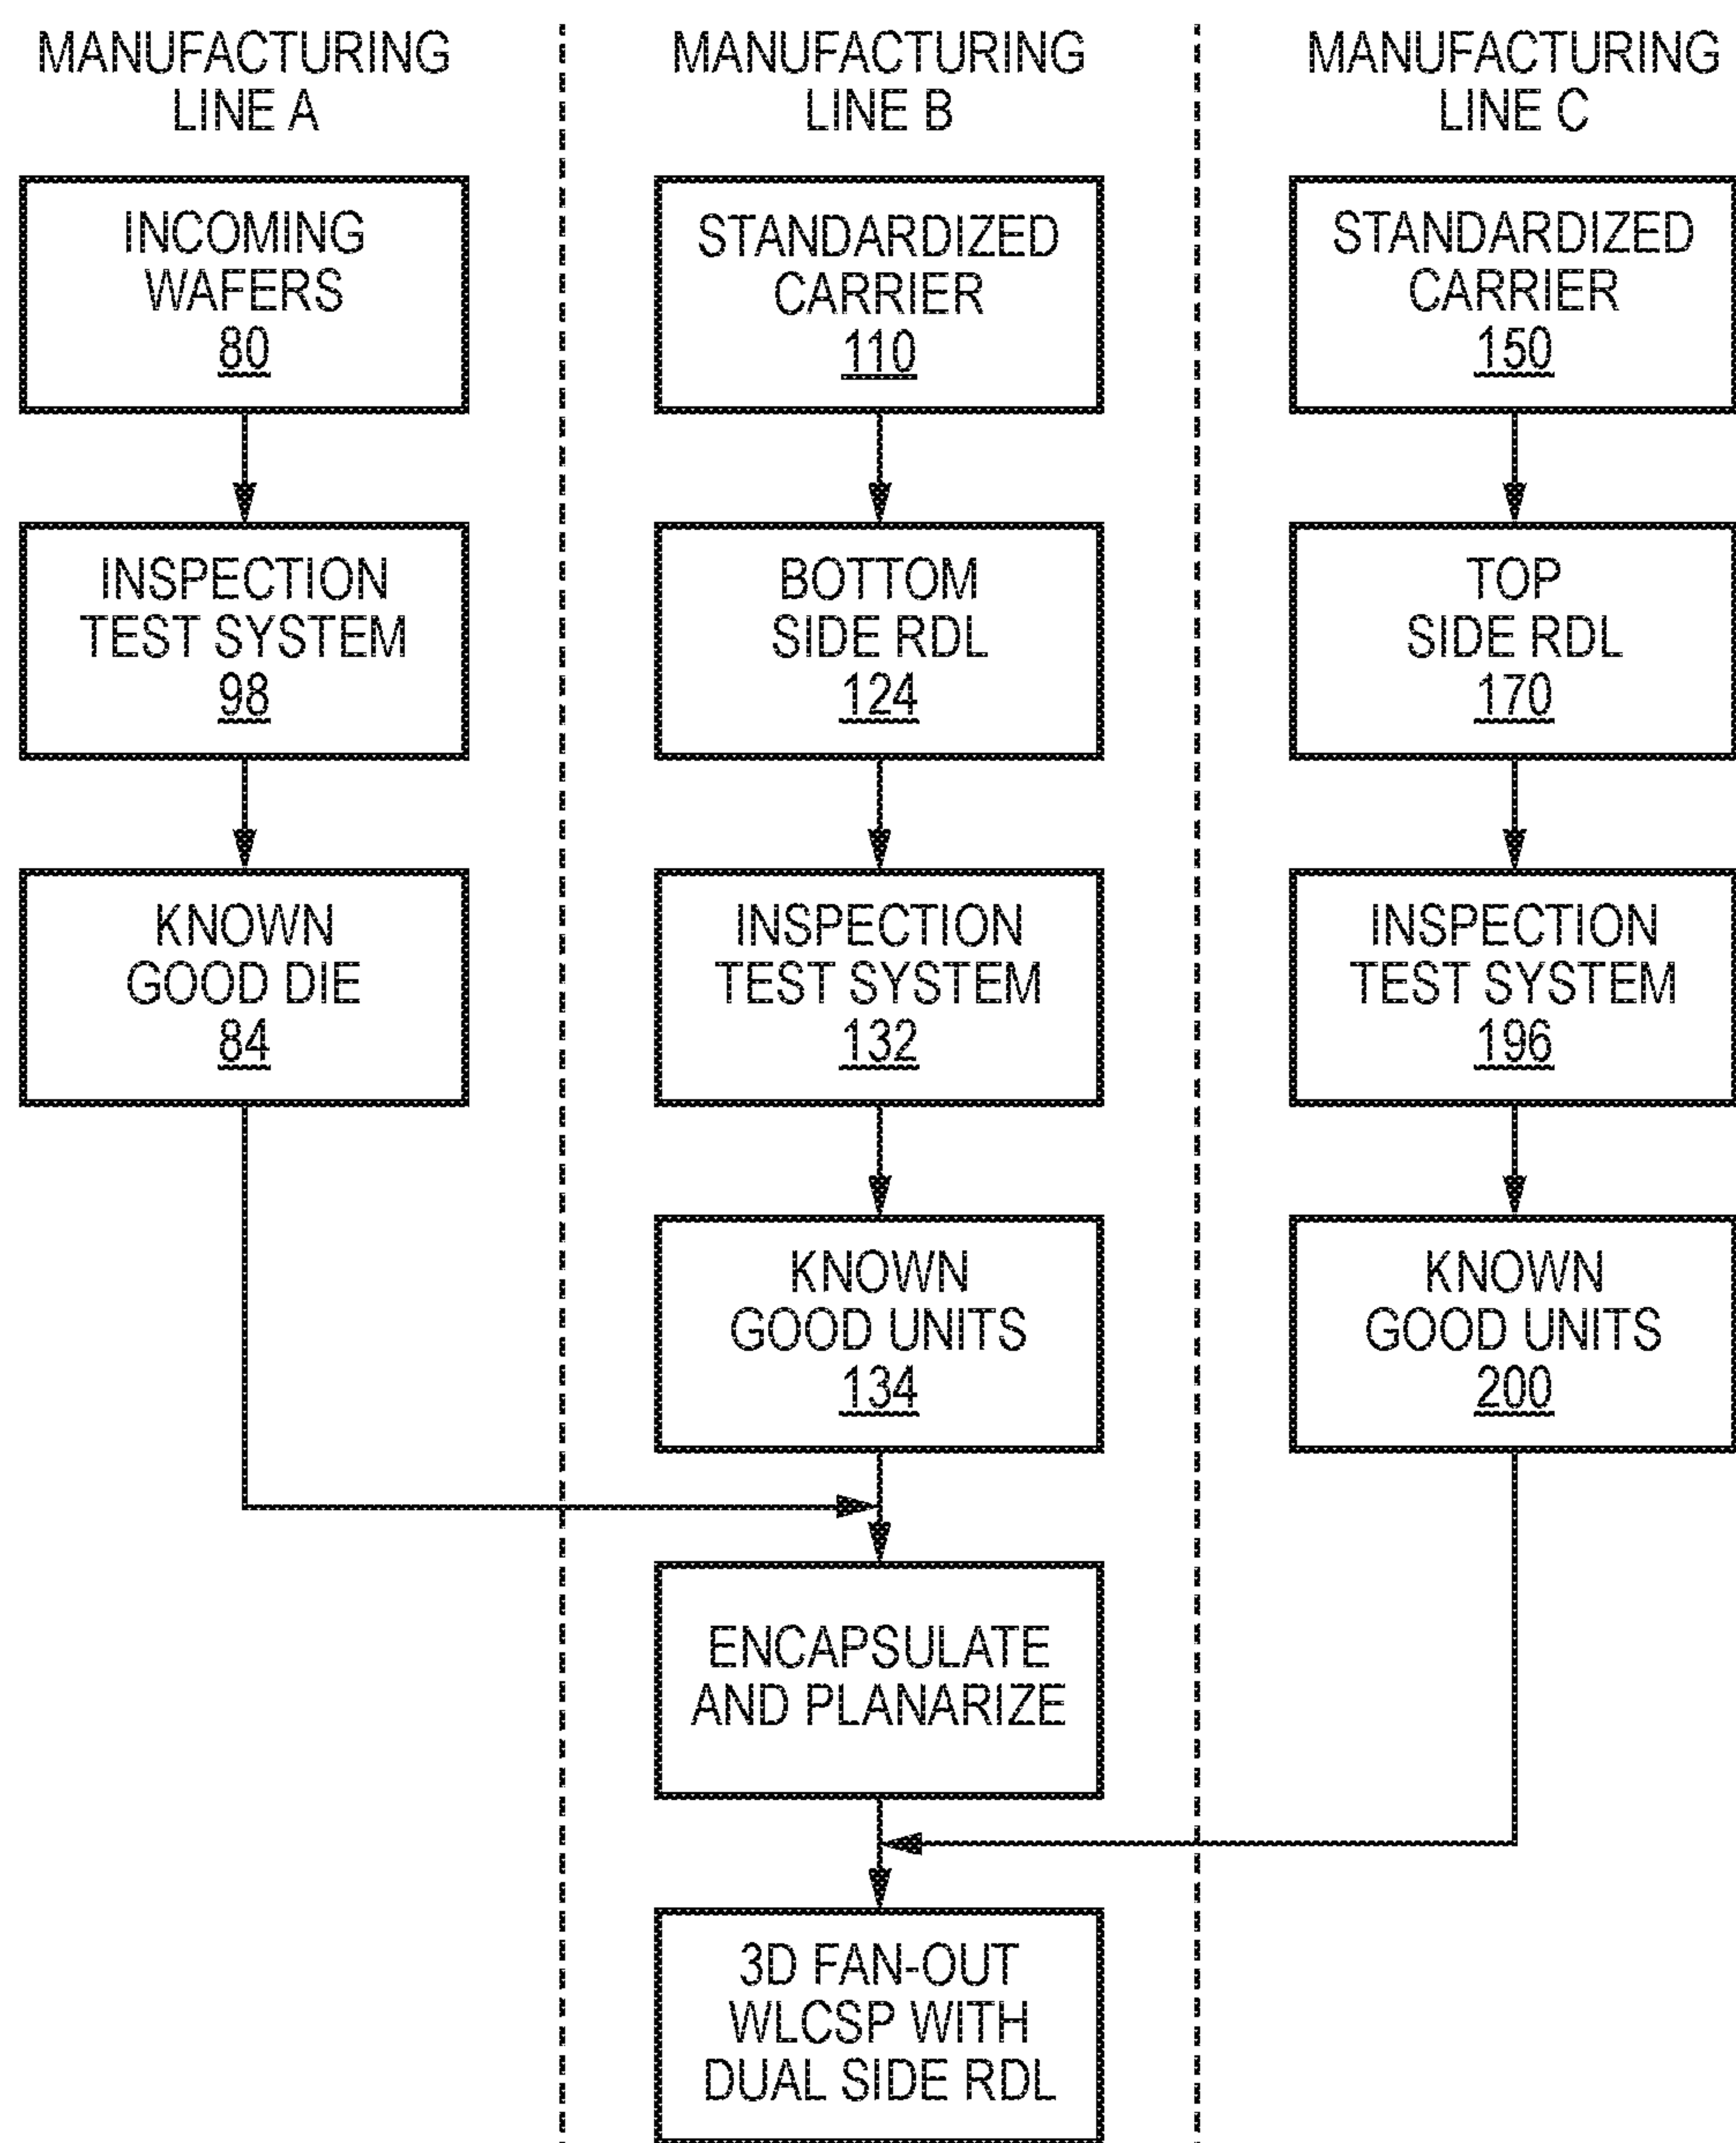 MANUFACTURING
LINE A
INCOMING
WAFERS
80
INSPECTION
TEST SYSTEM
98
KNOWN
GOOD DIE
84
MANUFACTURING
LINE B
STANDARDIZED
CARRIER
110
BOTTOM
SIDE RDL
124
INSPECTION
TEST SYSTEM
132
KNOWN
GOOD UNITS
134
ENCAPSULATE
AND PLANARIZE
3D FAN-OUT
WLCSP WITH
DUAL SIDE RDL
MANUFACTURING
LINE C
STANDARDIZED
CARRIER
150
TOP
SIDE RDL
170
INSPECTION
TEST SYSTEM
196
KNOWN
GOOD UNITS
200